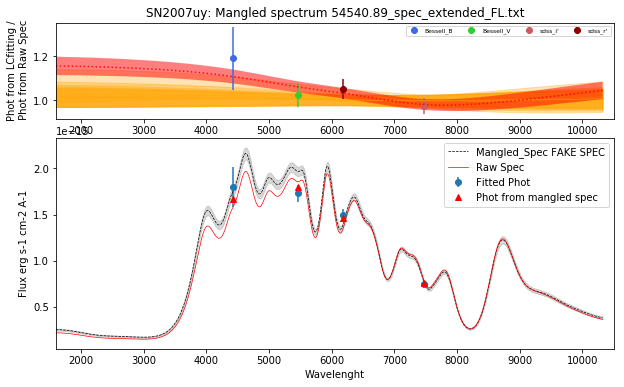 SN2007uy: Mangled spectrum 54540.89_spec_extended_FL.txt
Phot from LCfitting /
Phot from Raw Spec
1.2
1.0
Bessell_B
Bessell_V
sdss_i'
sdss_r'
2000 3000 4000 5000 6000 7000 8000 9000 10000
Flux erg s-1 cm-2 A-1
2.0
1.5
1.0
0.5
Mangled_Spec FAKE SPEC
Raw Spec
Fitted Phot
Phot from mangled spec
2000 3000 4000 5000 6000 7000 8000 9000 10000
Wavelenght